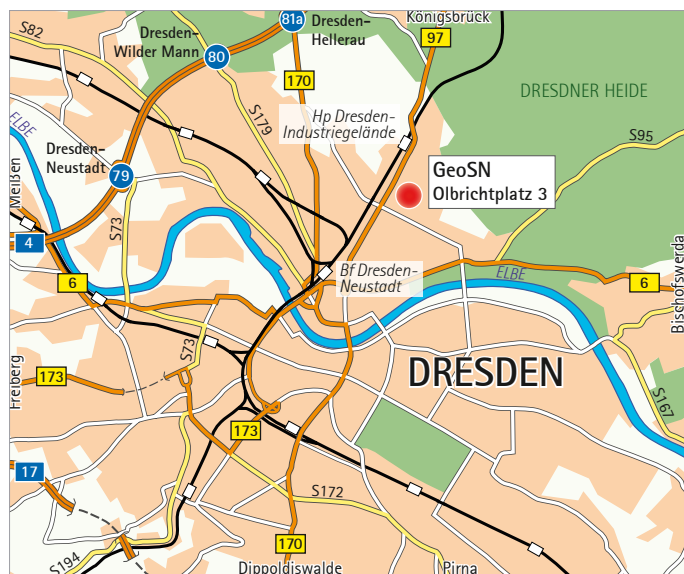 S82
Dresden-
Wilder Mann
80
81a
Dresden-
Hellerau
Königsbrück
97
170
S179
Hp Dresden-
Industriegelände
DRESDNER HEIDE
S95
ELBE
Dresden-
Neustadt
79
Meißen
GeoSN
Olbrichtplatz 3
S73
4
6
Bf Dresden-
Neustadt
ELBE
6
Bischofswerda
S73
Freiberg
173
DRESDEN
S167
173
17
S172
S194
170
Dippoldiswalde
Pirna